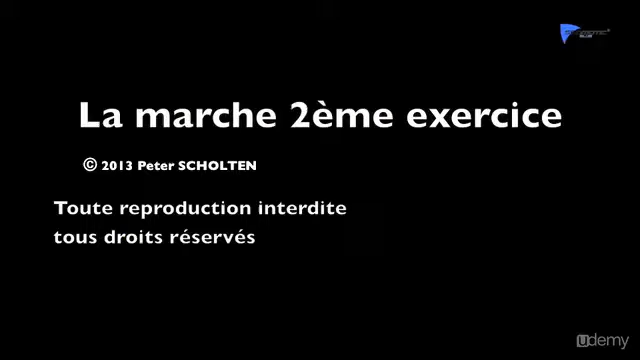 La marche 2ème exercice
© 2013 Peter SCHOLTEN
Toute reproduction interdite
tous droits réservés
udemy